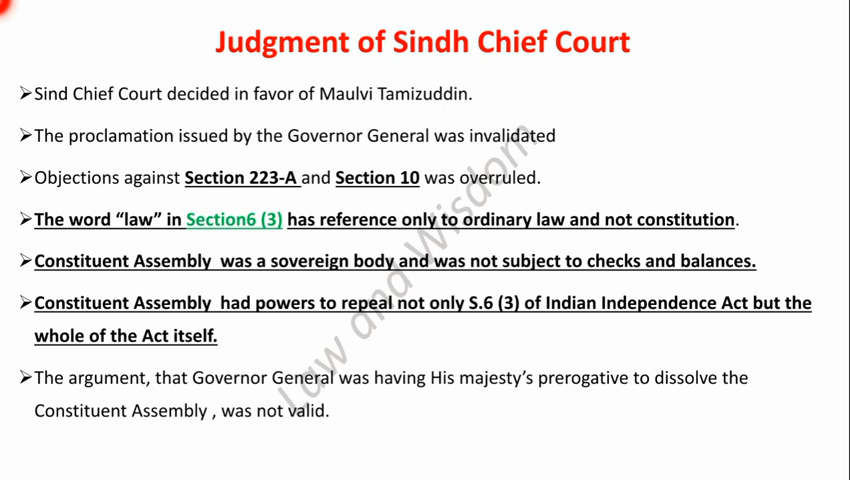 Judgment of Sindh Chief Court
➢Sind Chief Court decided in favor of Maulvi Tamizuddin.
➢The proclamation issued by the Governor General was invalidated
➢Objections against Section 223-A and Section 10 was overruled.
➢The word “law” in Section6 (3) has reference only to ordinary law and not constitution.
➢Constituent Assembly was a sovereign body and was not subject to checks and balances.
➢Constituent Assembly had powers to repeal not only S.6 (3) of Indian Independence Act but the
whole of the Act itself.
➢The argument, that Governor General was having His majesty’s prerogative to dissolve the
Constituent Assembly , was not valid.
Law and Wisdom